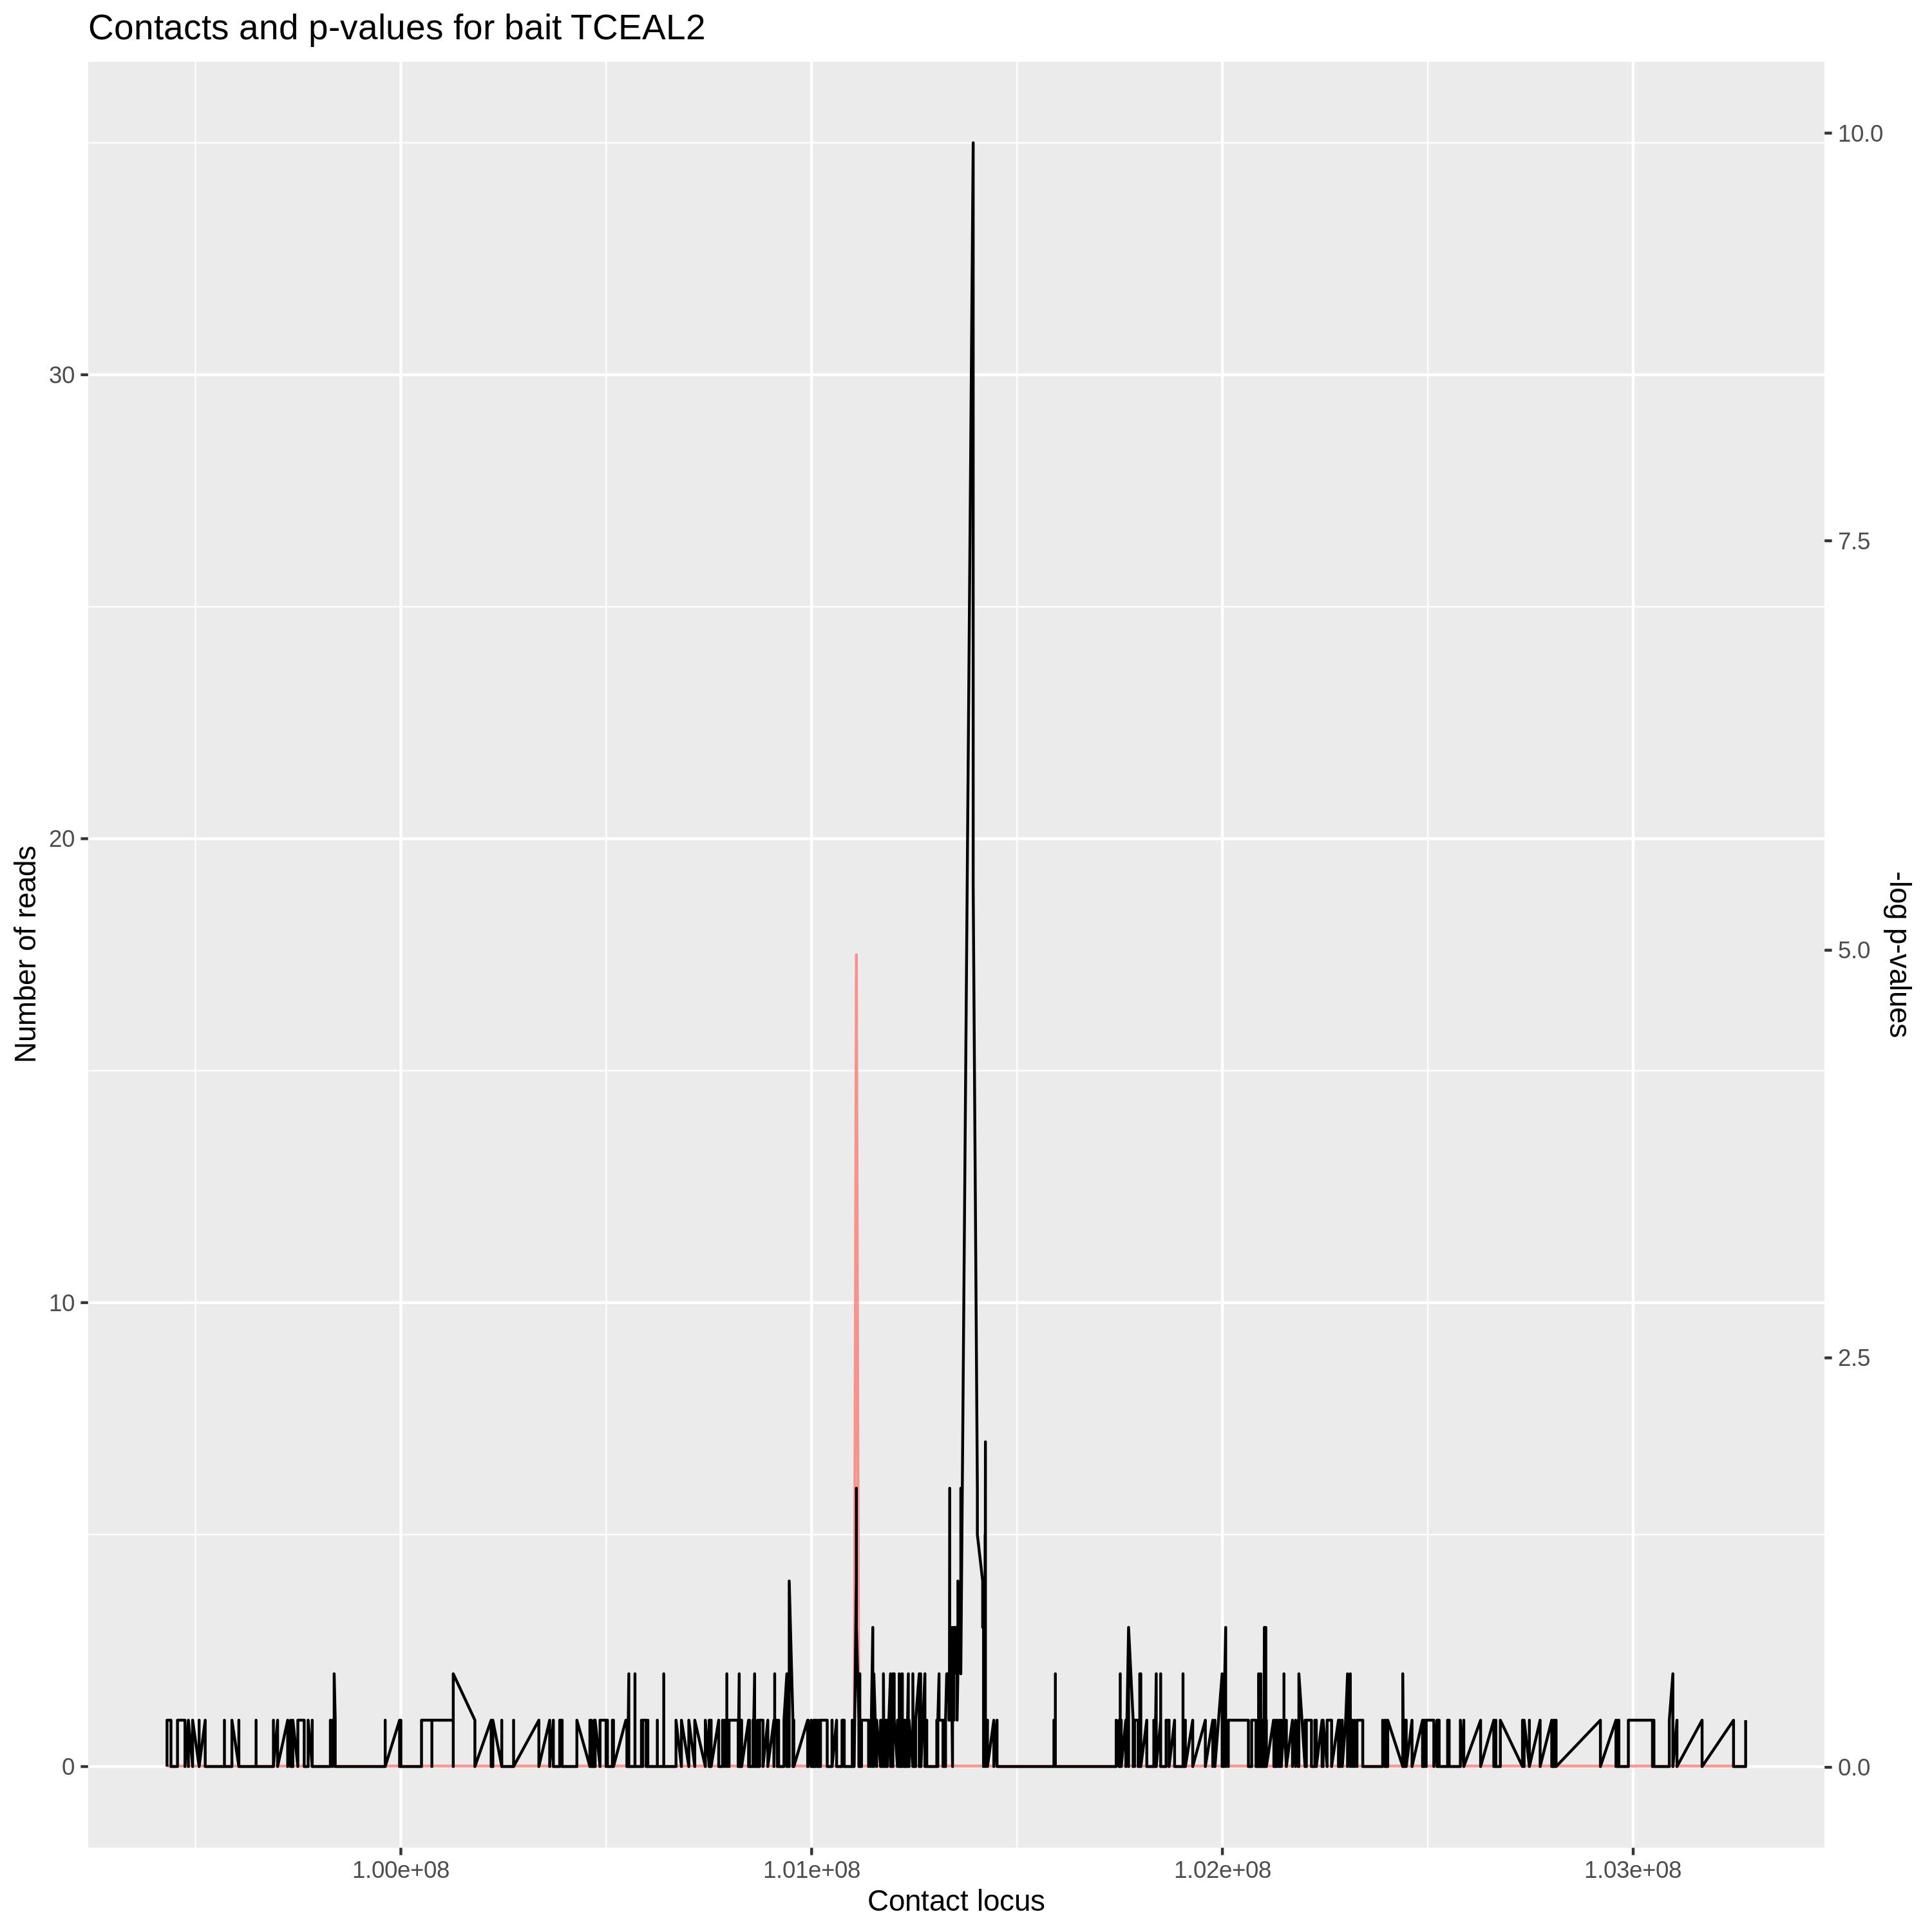 Contacts and p-values for bait TCEAL2
Number of reads
30
20
10
0
10.0
7.5
5.0
2.5
0.0
-log p-values
1.00e+08
1.01e+08
1.02e+08
1.03e+08
Contact locus